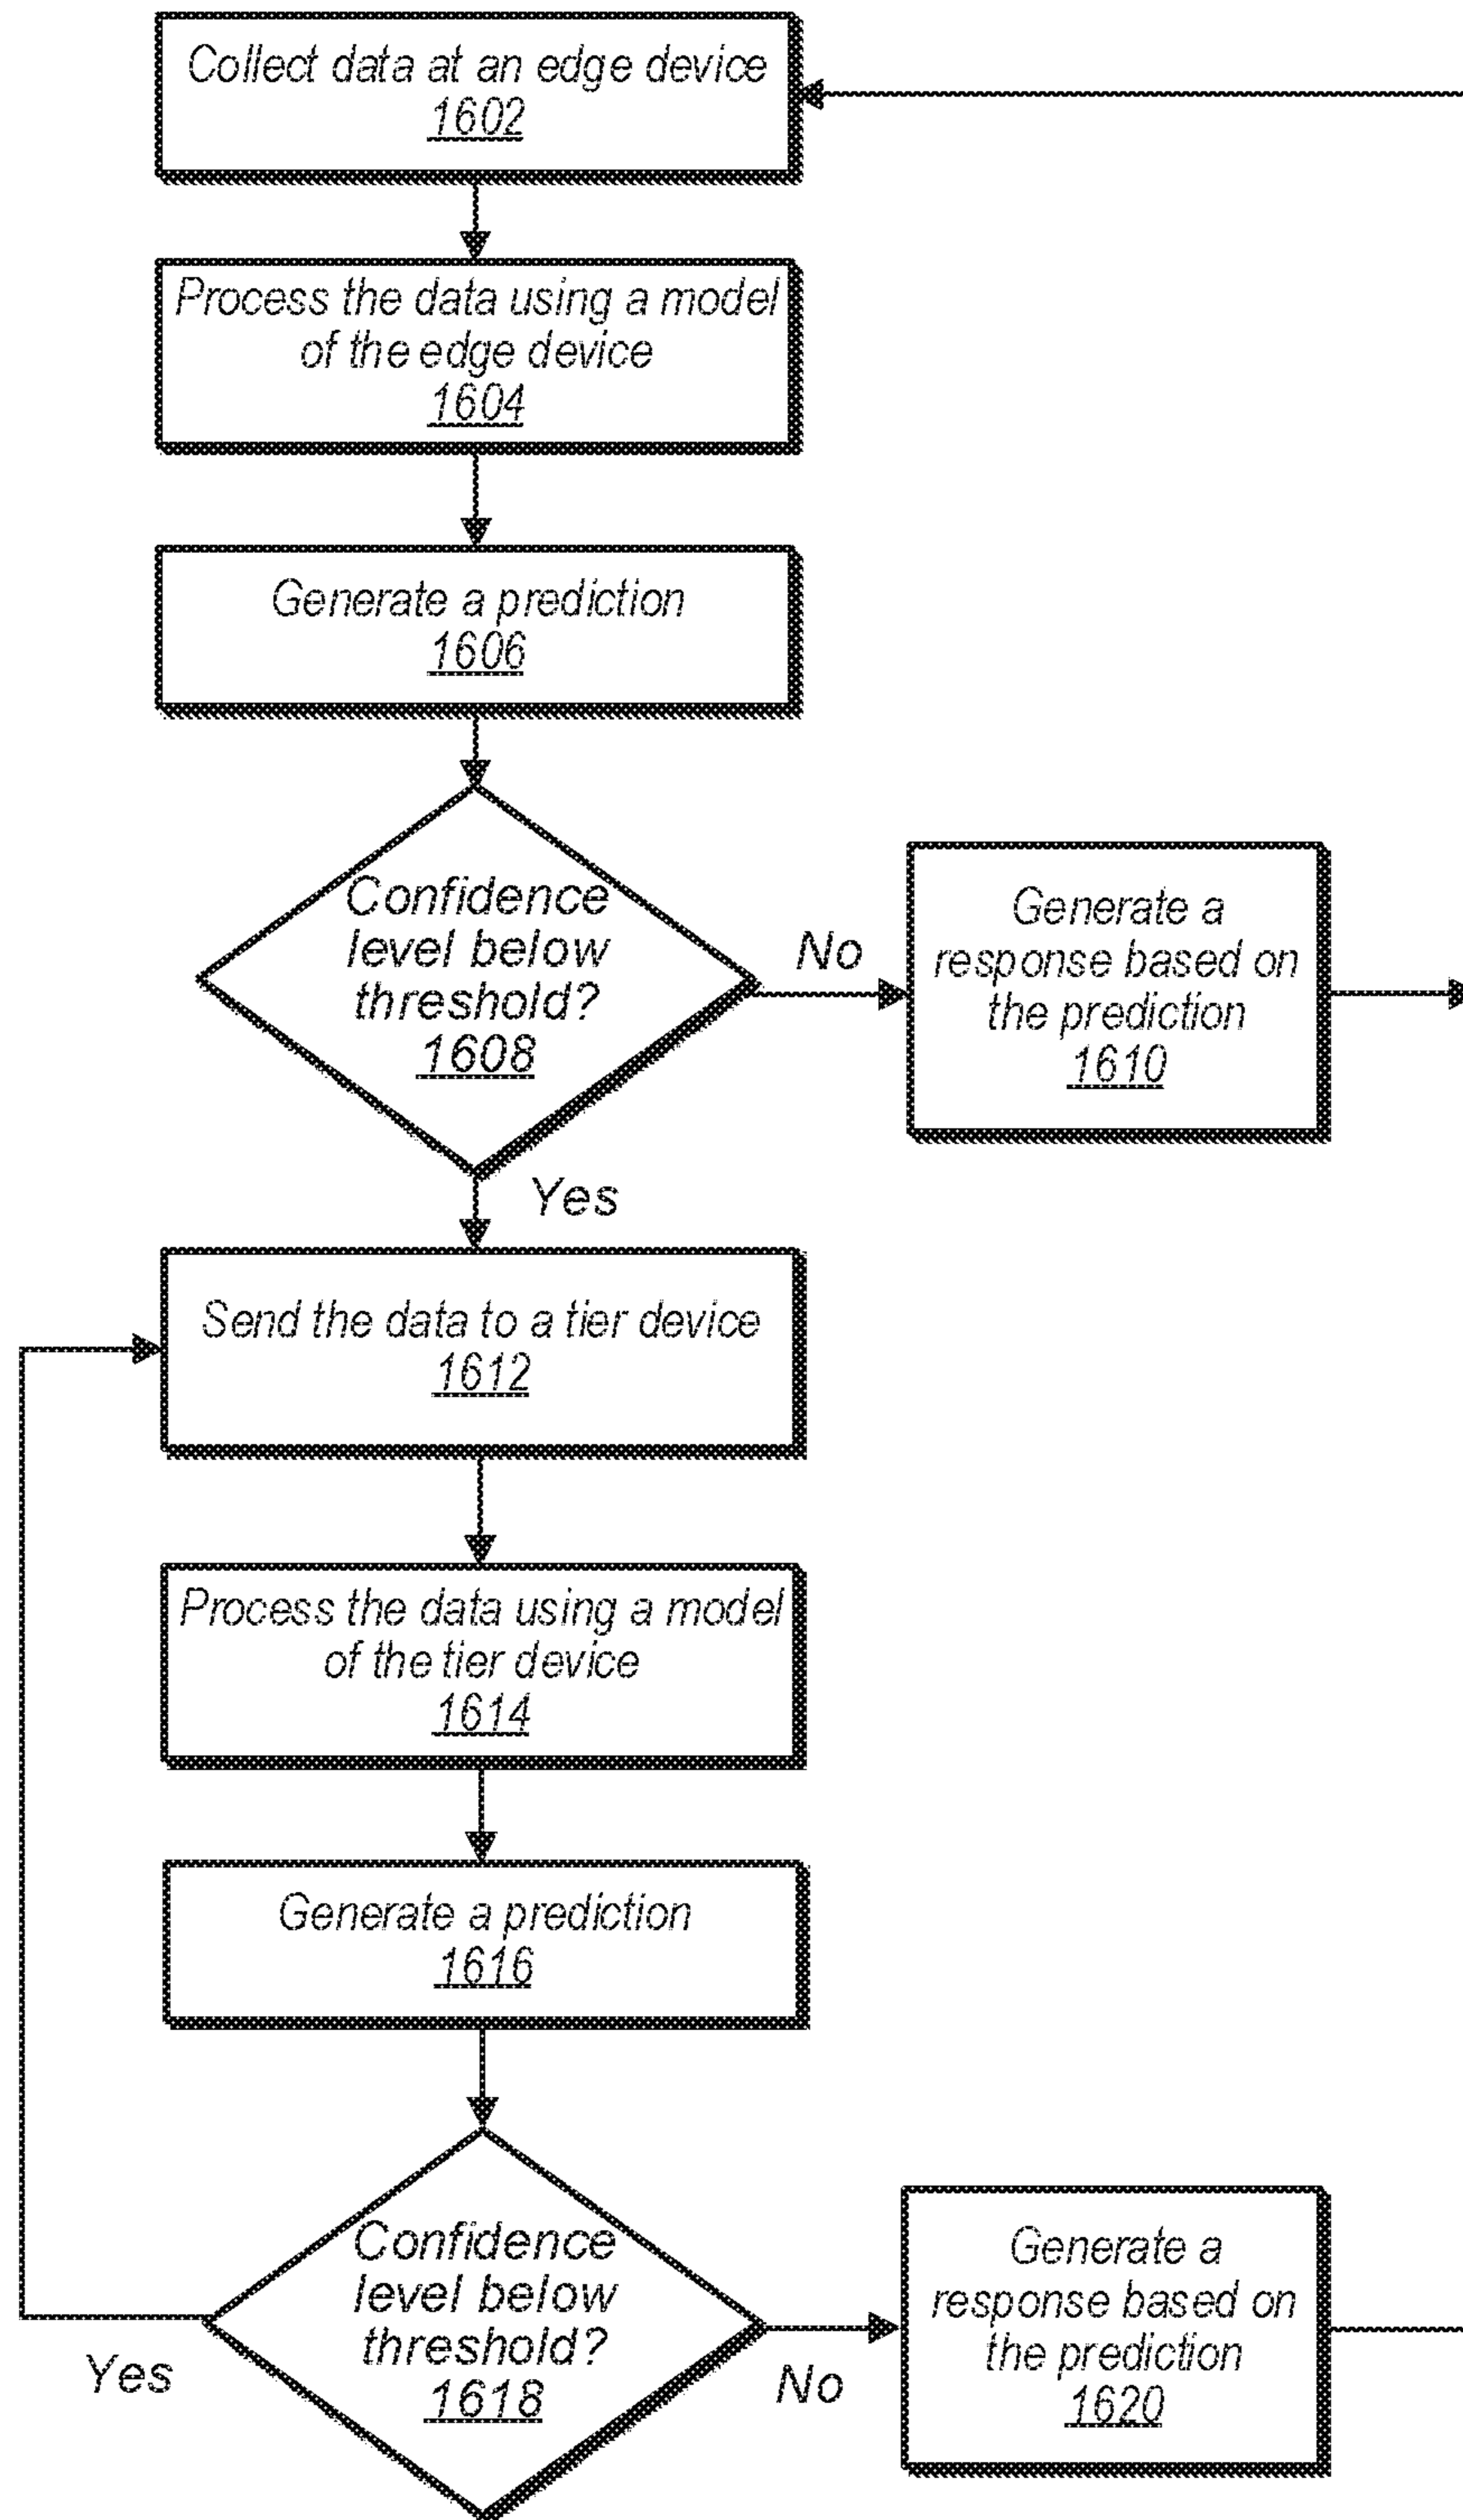 Collect data at an edge device
1602
Process the data using a model
of the edge device
1604
Generate a prediction
1606
Confidence
level below
threshold?
1608
No
Generate a
response based on
the prediction
1610
Yes
Send the data to a tier device
1612
Process the data using a model
of the tier device
1614
Generate a prediction
1616
Confidence
level below
threshold?
1618
Yes
No
Generate a
response based on
the prediction
1620